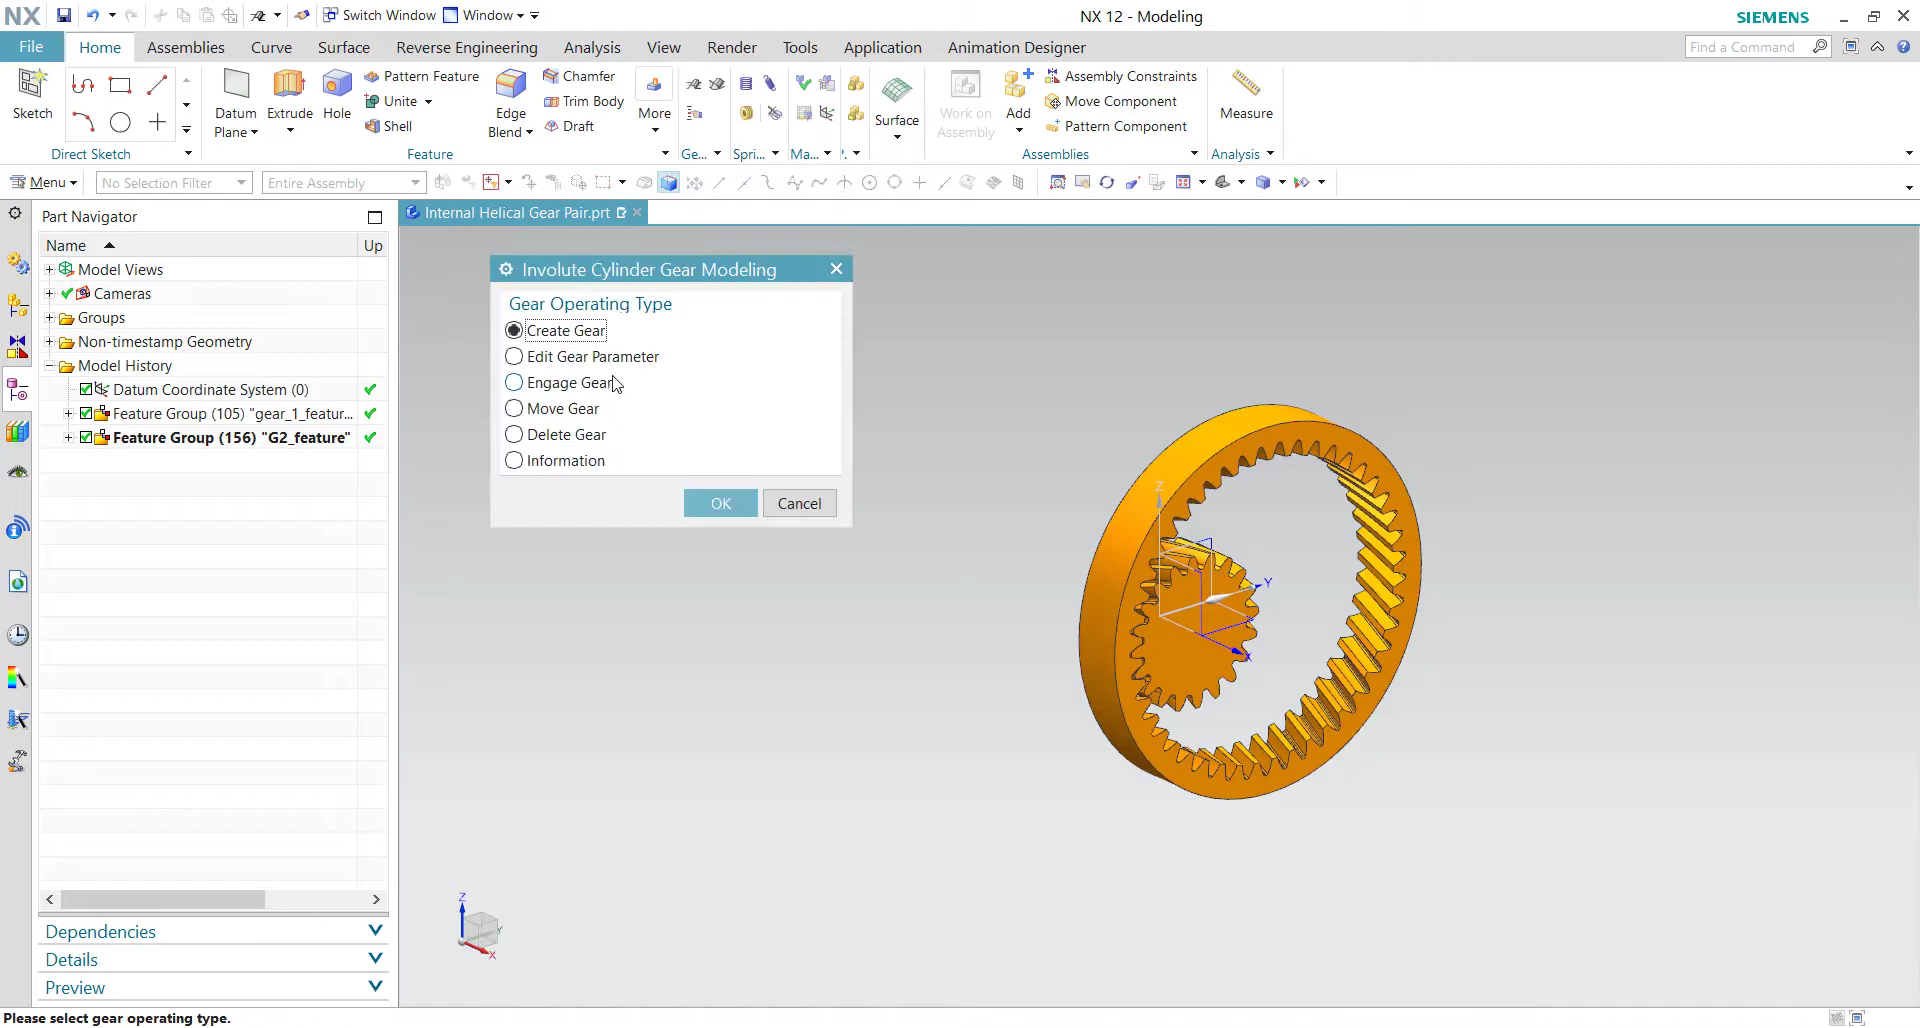 NX Switch Window Window NX 12 - Modeling SIEMENS
File Home Assemblies Curve Surface Reverse Engineering Analysis View Render Tools Application Animation Designer Find a Command
Sketch
Direct Sketch
Datum Plane
Extrude
Hole
Pattern Feature
Unite
Shell
Edge Blend
Chamfer
Trim Body
Draft
More
Feature
Ge...
Spri...
Ma...
Surface
Work on Assembly
Add
Assembly Constraints
Move Component
Pattern Component
Assemblies
Measure
Analysis
Menu No Selection Filter Entire Assembly
Part Navigator
Internal Helical Gear Pair.prt
Name Up
Model Views
Cameras
Groups
Non-timestamp Geometry
Model History
Datum Coordinate System (0)
Feature Group (105) "gear_1_featur...
Feature Group (156) "G2_feature"
Dependencies
Details
Preview
Involute Cylinder Gear Modeling
Gear Operating Type
Create Gear
Edit Gear Parameter
Engage Gear
Move Gear
Delete Gear
Information
OK Cancel
Z
Y
X
Z
Y
X
Please select gear operating type.